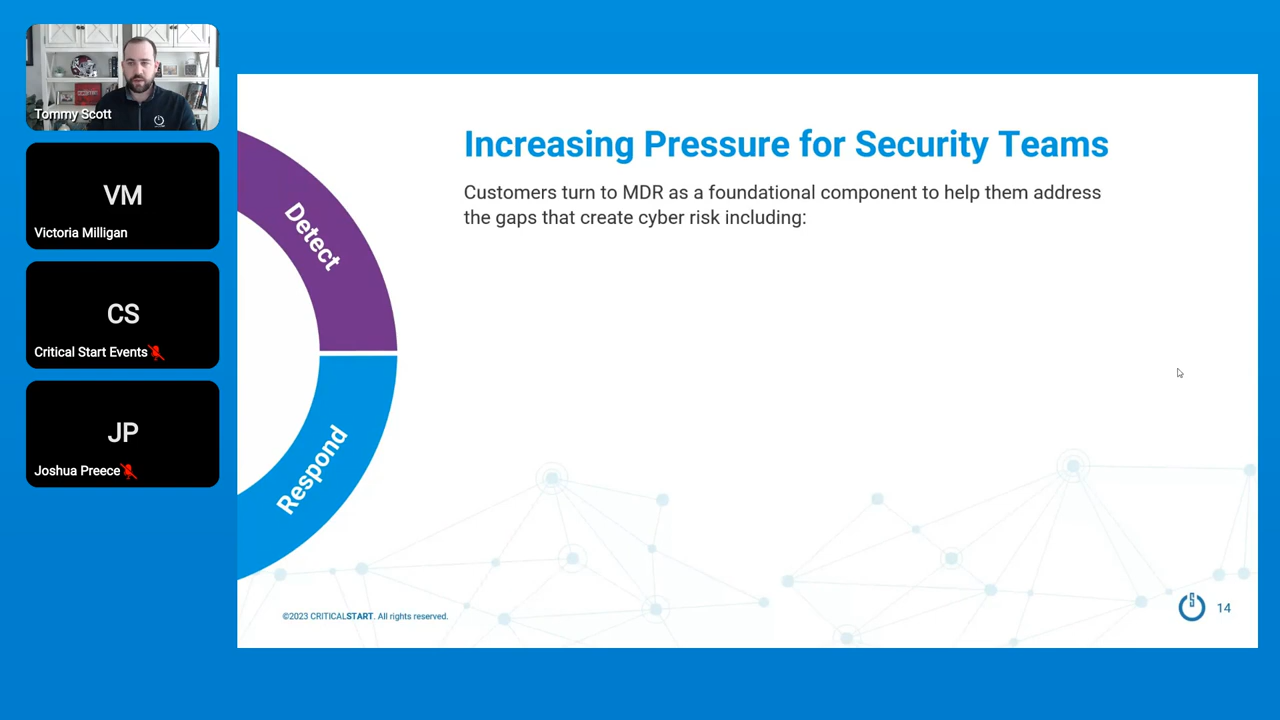 Tommy Scott
VM
Victoria Milligan
CS
Critical Start Events
JP
Joshua Preece
Increasing Pressure for Security Teams
Customers turn to MDR as a foundational component to help them address
the gaps that create cyber risk including:
Detect
Respond
©2023 CRITICALSTART. All rights reserved.
14